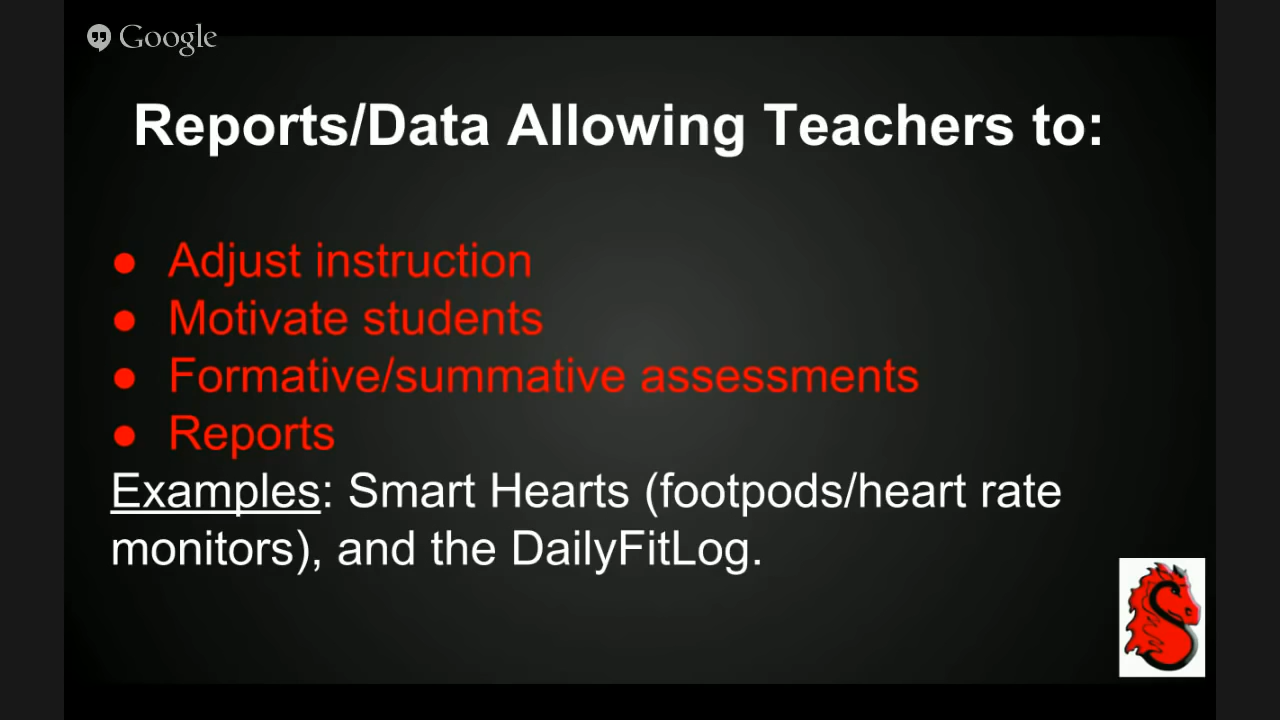 Google
Reports/Data Allowing Teachers to:
● Adjust instruction
● Motivate students
● Formative/summative assessments
● Reports
Examples: Smart Hearts (footpods/heart rate
monitors), and the DailyFitLog.